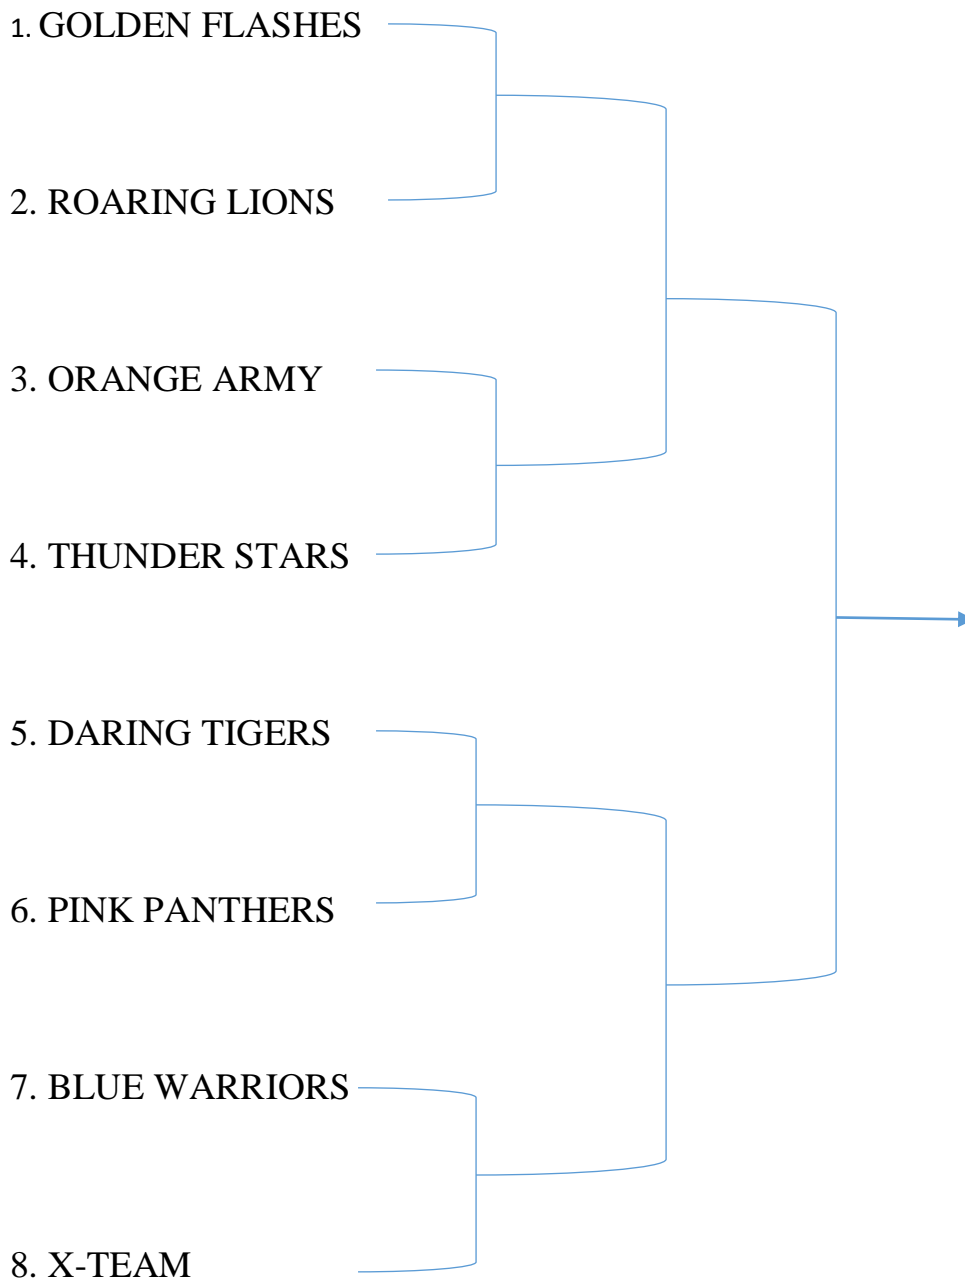 1. GOLDEN FLASHES
2. ROARING LIONS
3. ORANGE ARMY
4. THUNDER STARS
5. DARING TIGERS
6. PINK PANTHERS
7. BLUE WARRIORS
8. X-TEAM